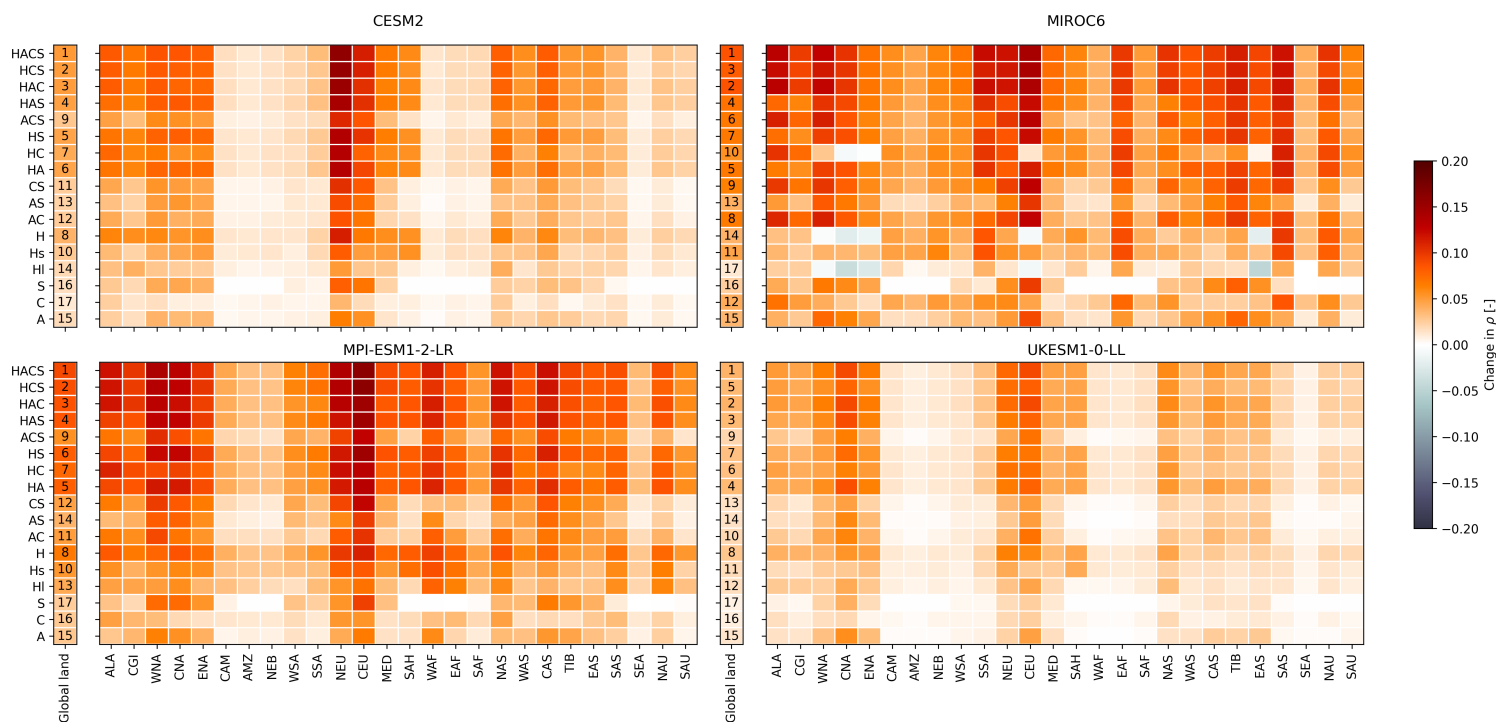 CESM2 MIROC6
HACS 1 1
HCS 2 3
HAC 3 2
HAS 4 4
ACS 9 6
HS 5 7
HC 7 10
HA 6 5
CS 11 9
AS 13 13
AC 12 8
H 8 14
Hs 10 11
HI 14 17
S 16 16
C 17 12
A 15 15
MPI-ESM1-2-LR UKESM1-0-LL
HACS 1 1
HCS 2 5
HAC 3 2
HAS 4 3
ACS 9 9
HS 6 7
HC 7 6
HA 5 4
CS 12 13
AS 14 14
AC 11 10
H 8 8
Hs 10 11
HI 13 12
S 17 17
C 16 16
A 15 15
Global land ALA CGI WNA CNA ENA CAM AMZ NEB WSA SSA NEU CEU MED SAH WAF EAF SAF NAS WAS CAS TIB EAS SAS SEA NAU SAU
Global land ALA CGI WNA CNA ENA CAM AMZ NEB WSA SSA NEU CEU MED SAH WAF EAF SAF NAS WAS CAS TIB EAS SAS SEA NAU SAU
0.20
0.15
0.10
0.05
0.00
−0.05
−0.10
−0.15
−0.20
Change in ρ [-]